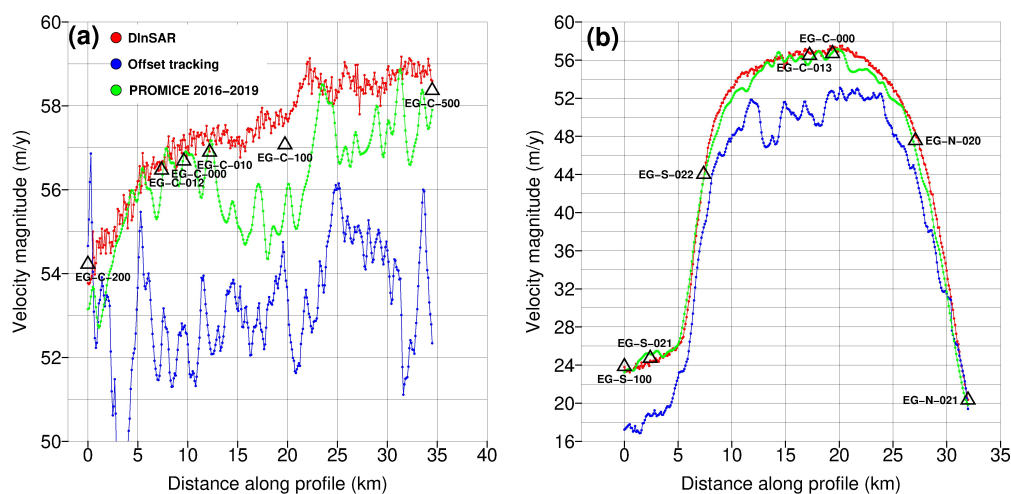 (a)
DInSAR
Offset tracking
PROMICE 2016−2019
60
58
56
54
52
50
Velocity magnitude (m/y)
EG−C−500
EG−C−100
EG−C−010
EG−C−000
EG−C−012
EG−C−200
0 5 10 15 20 25 30 35 40
Distance along profile (km)
(b)
60
56
52
48
44
40
36
32
28
24
20
16
Velocity magnitude (m/y)
EG−C−000
EG−C−013
EG−N−020
EG−S−022
EG−S−021
EG−S−100
EG−N−021
0 5 10 15 20 25 30 35
Distance along profile (km)